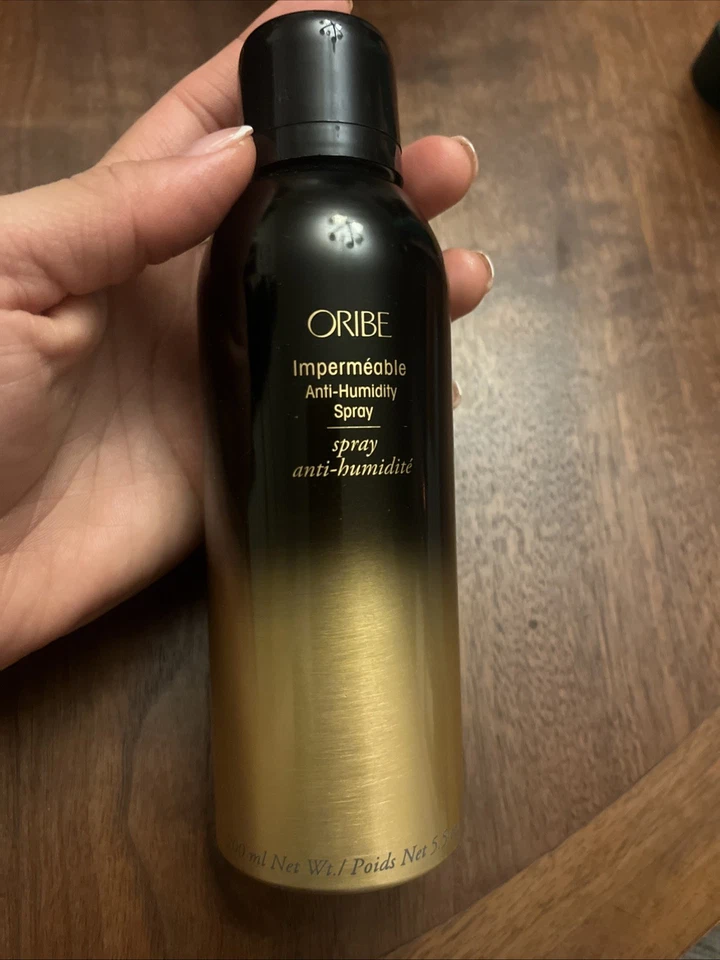 ORIBE
Imperméable
Anti-Humidity
Spray
spray
anti-humidité
ml Net Wt./ Poids Net